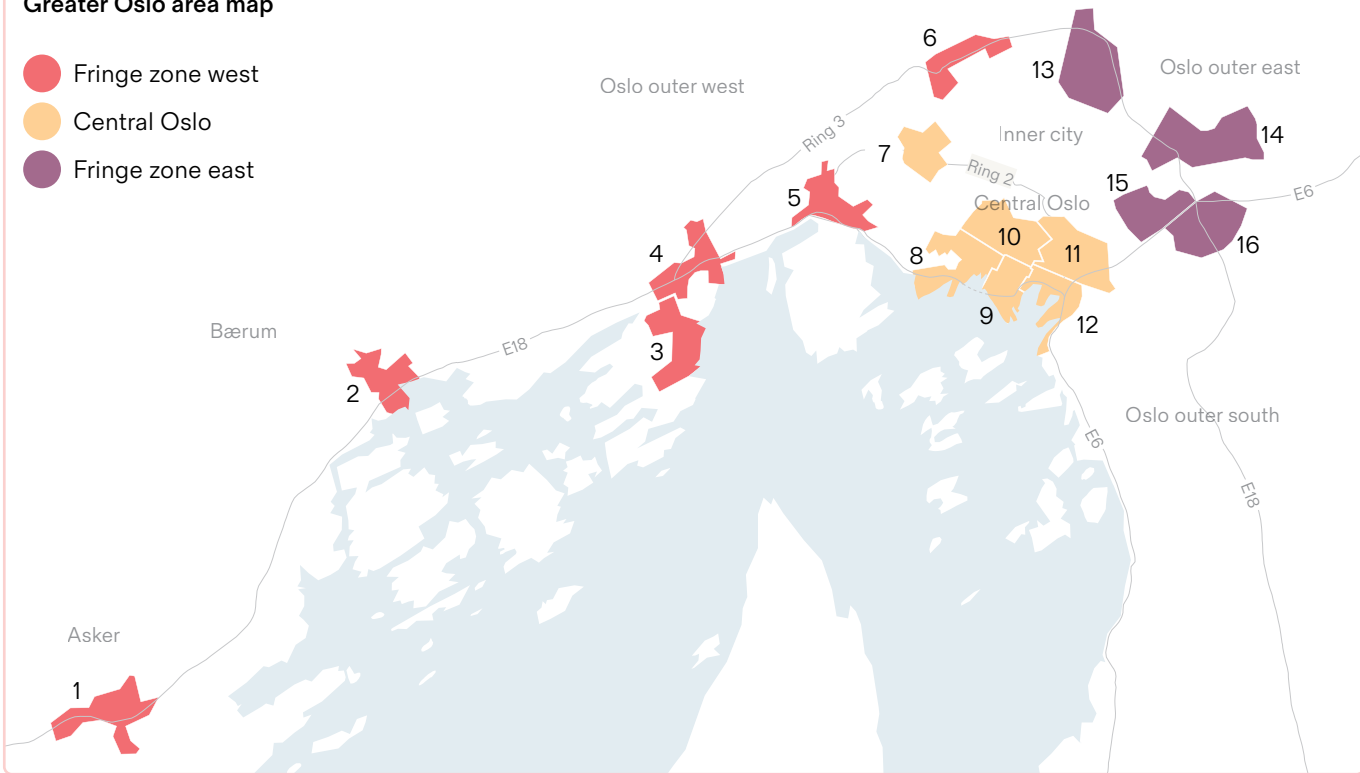 Greater Oslo area map
Fringe zone west
Central Oslo
Fringe zone east
6
13
Oslo outer east
Oslo outer west
Ring 3
Inner city
14
7
Ring 2
15
E6
5
Central Oslo
10
11
16
4
8
9
12
Bærum
E18
3
2
Oslo outer south
E6
E18
Asker
1